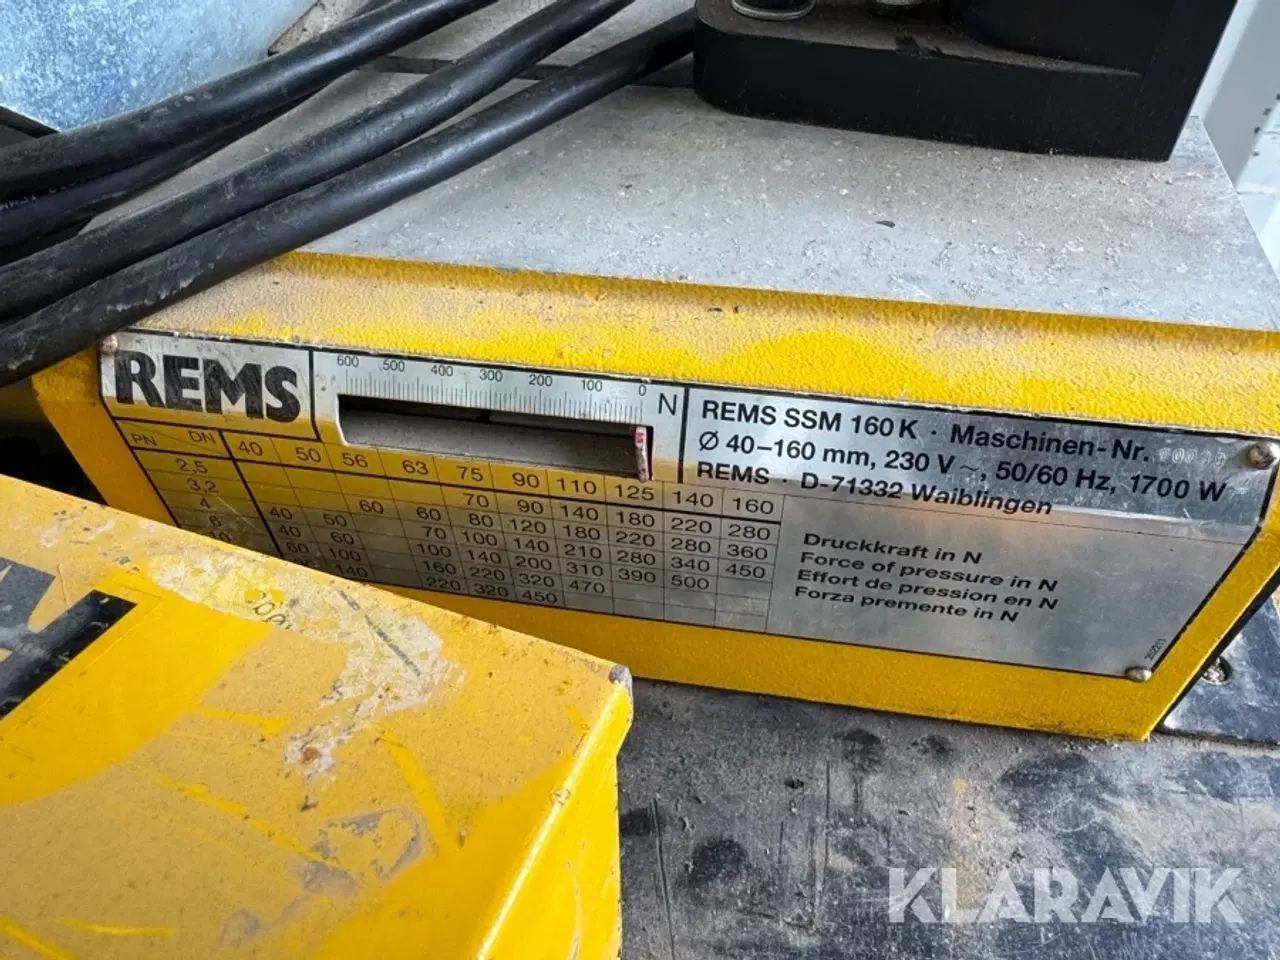 REMS
600 500 400 300 200 100 0 N
REMS SSM 160 K · Maschinen-Nr.
Ø 40–160 mm, 230 V ~, 50/60 Hz, 1700 W
REMS · D-71332 Waiblingen
PN DN 40 50 56 63 75 90 110 125 140 160
2,5 70 90 140 180 220 280
3,2 60 60 80 120 180 220 280 360
4 40 50 70 100 140 210 280 340 450
6 40 60 100 140 200 310 390 500
10 60 100 160 220 320 470
140 220 320 450
Druckkraft in N
Force of pressure in N
Effort de pression en N
Forza premente in N
KLARAVIK